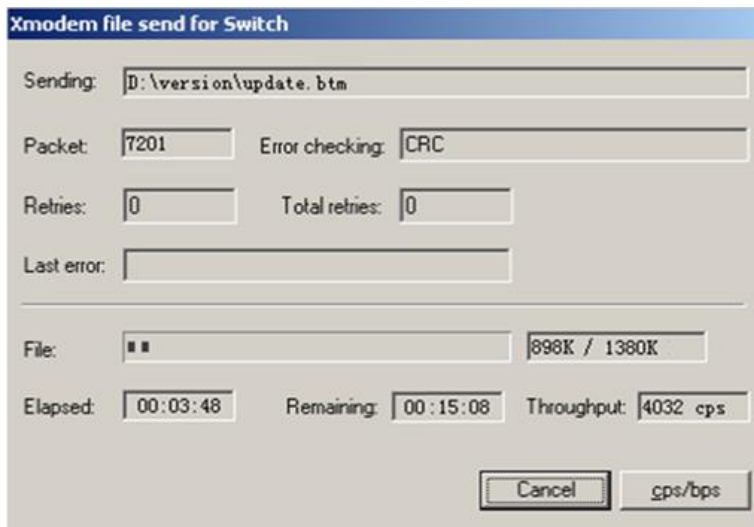 Xmodem file send for Switch
Sending: D:\version\update.btm
Packet: 7201 Error checking: CRC
Retries: 0 Total retries: 0
Last error:
File: 898K / 1380K
Elapsed: 00:03:48 Remaining: 00:15:08 Throughput: 4032 cps
Cancel cps/bps